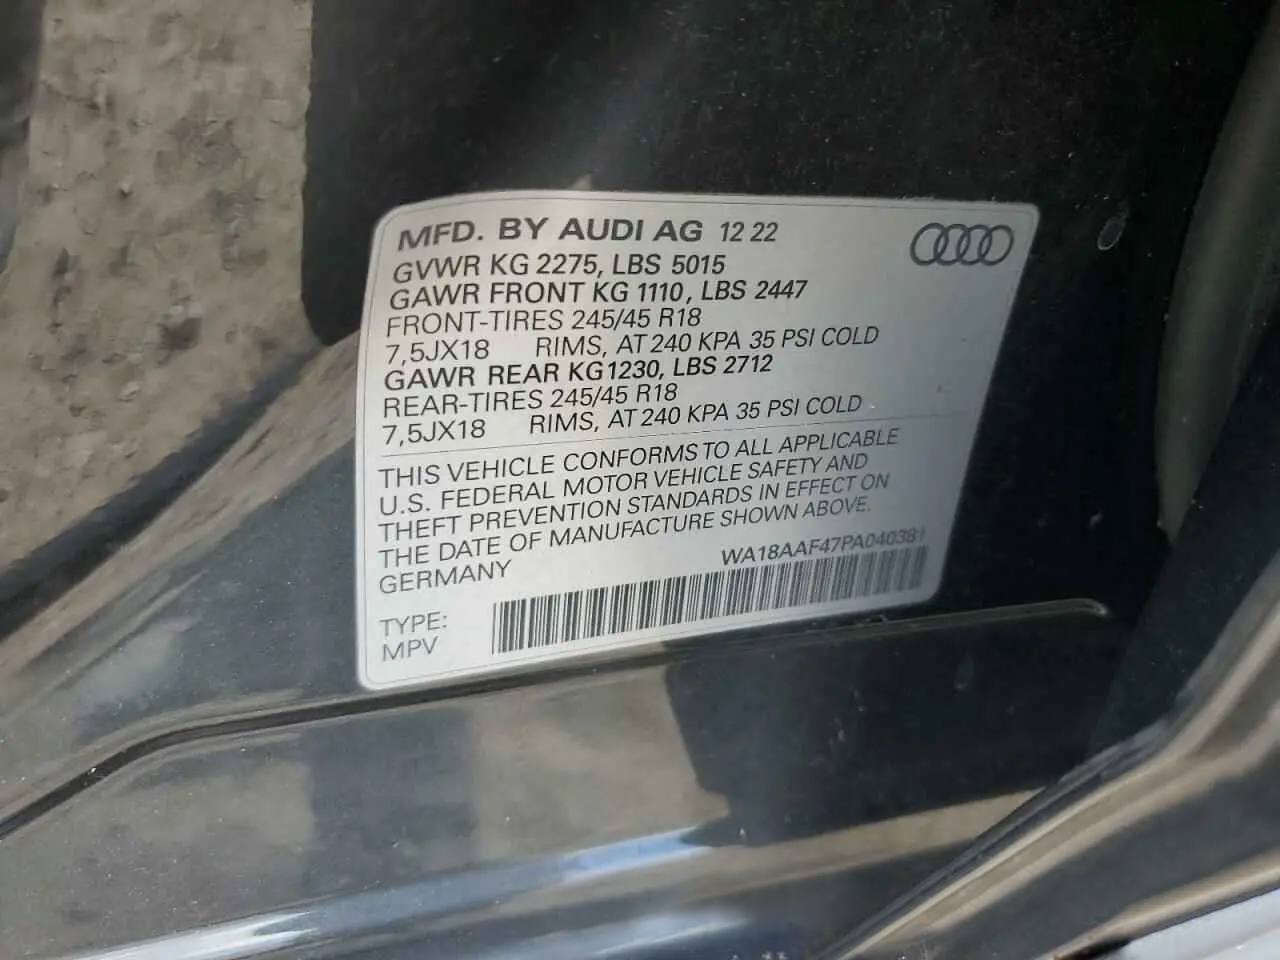 MFD. BY AUDI AG 12 22
GVWR KG 2275, LBS 5015
GAWR FRONT KG 1110, LBS 2447
FRONT-TIRES 245/45 R18
7,5JX18 RIMS, AT 240 KPA 35 PSI COLD
GAWR REAR KG1230, LBS 2712
REAR-TIRES 245/45 R18
7,5JX18 RIMS, AT 240 KPA 35 PSI COLD
THIS VEHICLE CONFORMS TO ALL APPLICABLE
U.S. FEDERAL MOTOR VEHICLE SAFETY AND
THEFT PREVENTION STANDARDS IN EFFECT ON
THE DATE OF MANUFACTURE SHOWN ABOVE.
GERMANY WA18AAF47PA040381
TYPE:
MPV